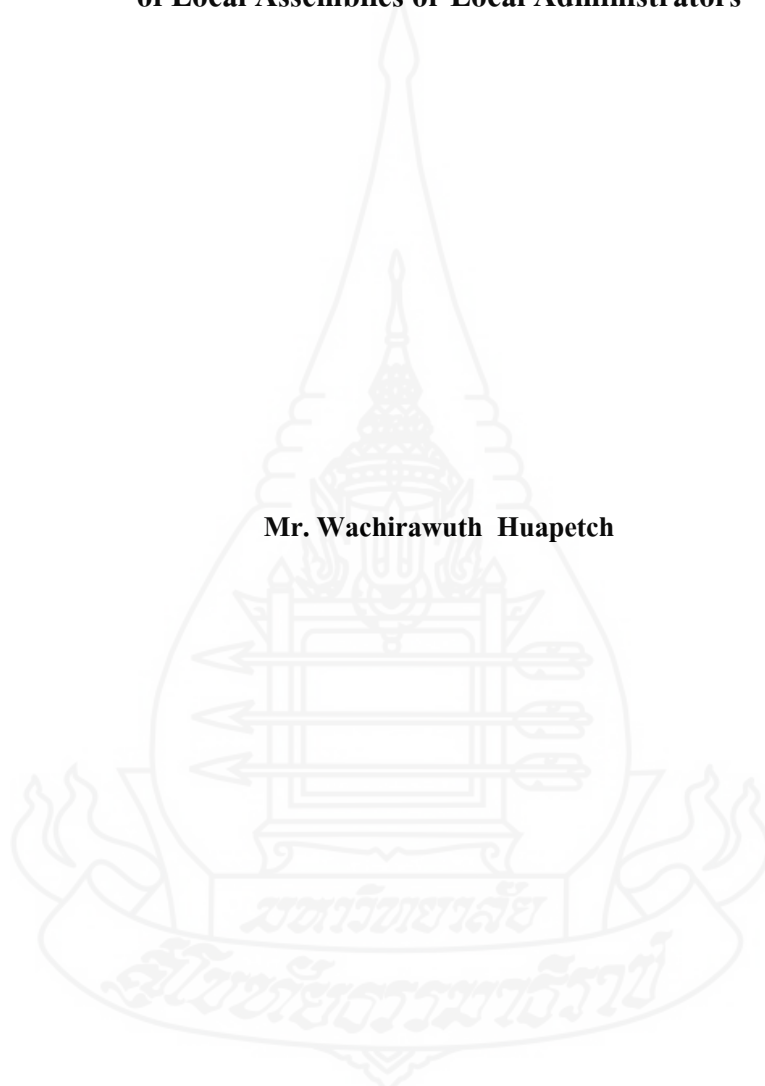 of Local Assemblies or Local Administrators
Mr. Wachirawuth Huapetch
มหาวิทยาลัย
สุโขทัยธรรมาธิราช